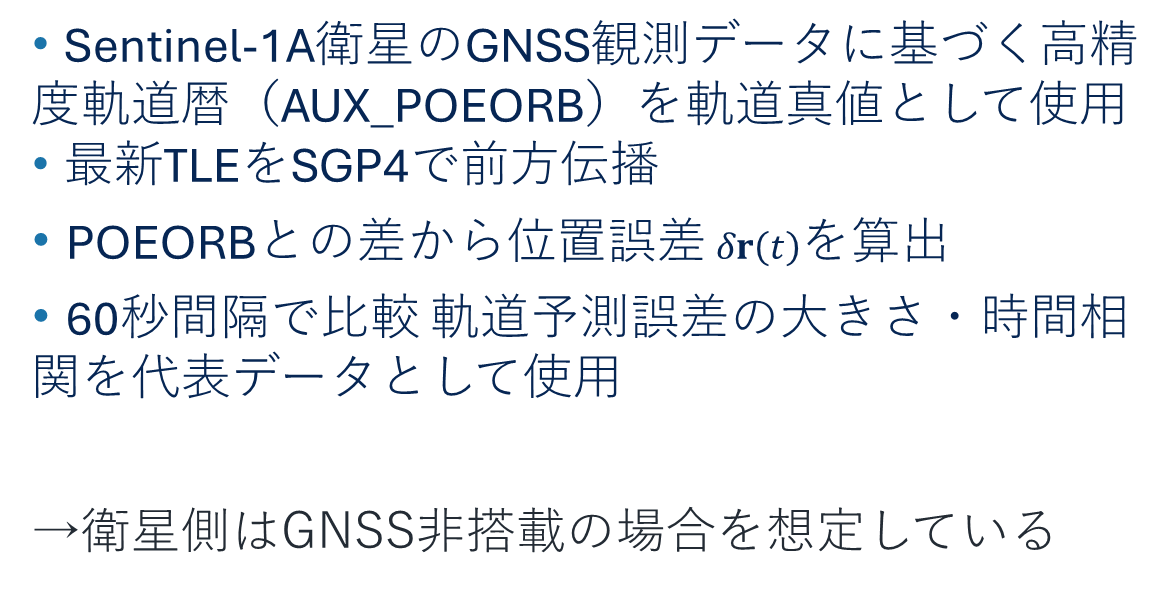 • Sentinel-1A衛星のGNSS観測データに基づく高精
度軌道暦（AUX_POEORB）を軌道真値として使用
• 最新TLEをSGP4で前方伝播
• POEORBとの差から位置誤差 δ𝐫(t)を算出
• 60秒間隔で比較 軌道予測誤差の大きさ・時間相
関を代表データとして使用
→衛星側はGNSS非搭載の場合を想定している